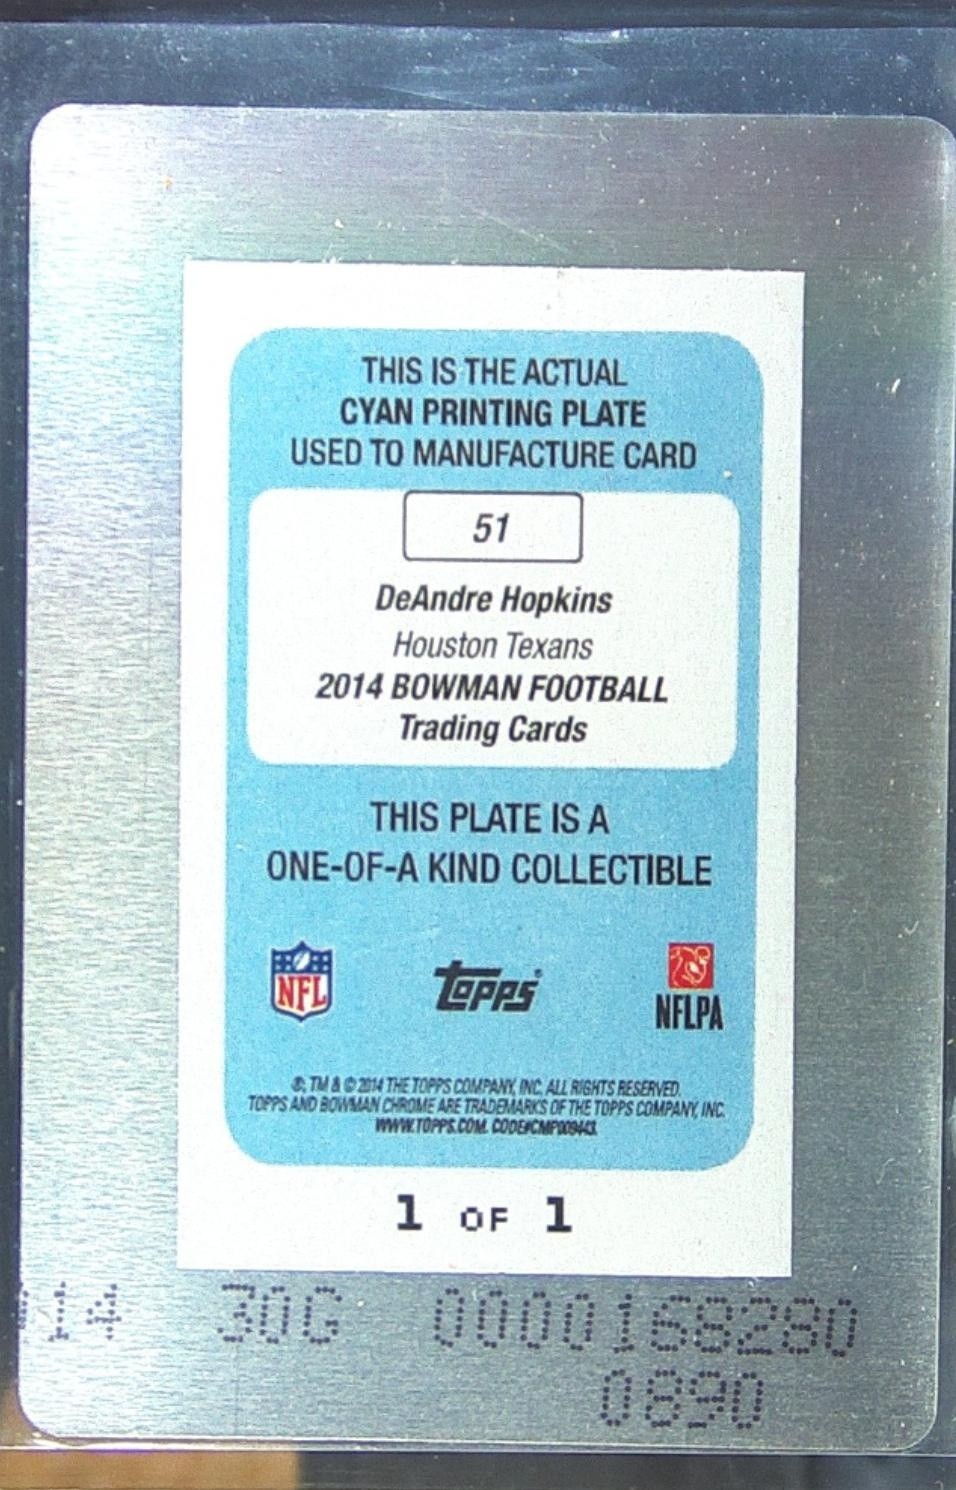 THIS IS THE ACTUAL
CYAN PRINTING PLATE
USED TO MANUFACTURE CARD
51
DeAndre Hopkins
Houston Texans
2014 BOWMAN FOOTBALL
Trading Cards
THIS PLATE IS A
ONE-OF-A KIND COLLECTIBLE
NFL
TOPPS
NFLPA
®, TM & © 2014 THE TOPPS COMPANY, INC. ALL RIGHTS RESERVED.
TOPPS AND BOWMAN CHROME ARE TRADEMARKS OF THE TOPPS COMPANY, INC.
WWW.TOPPS.COM. CODE#CMP009443.
1 OF 1
14 30G 0000168280
0890